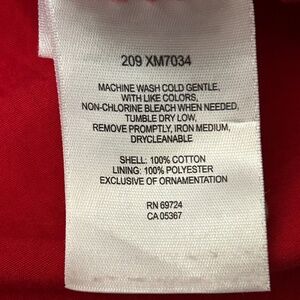 209 XM7034
MACHINE WASH COLD GENTLE,
WITH LIKE COLORS,
NON-CHLORINE BLEACH WHEN NEEDED,
TUMBLE DRY LOW,
REMOVE PROMPTLY, IRON MEDIUM,
DRYCLEANABLE
SHELL: 100% COTTON
LINING: 100% POLYESTER
EXCLUSIVE OF ORNAMENTATION
RN 69724
CA 05367